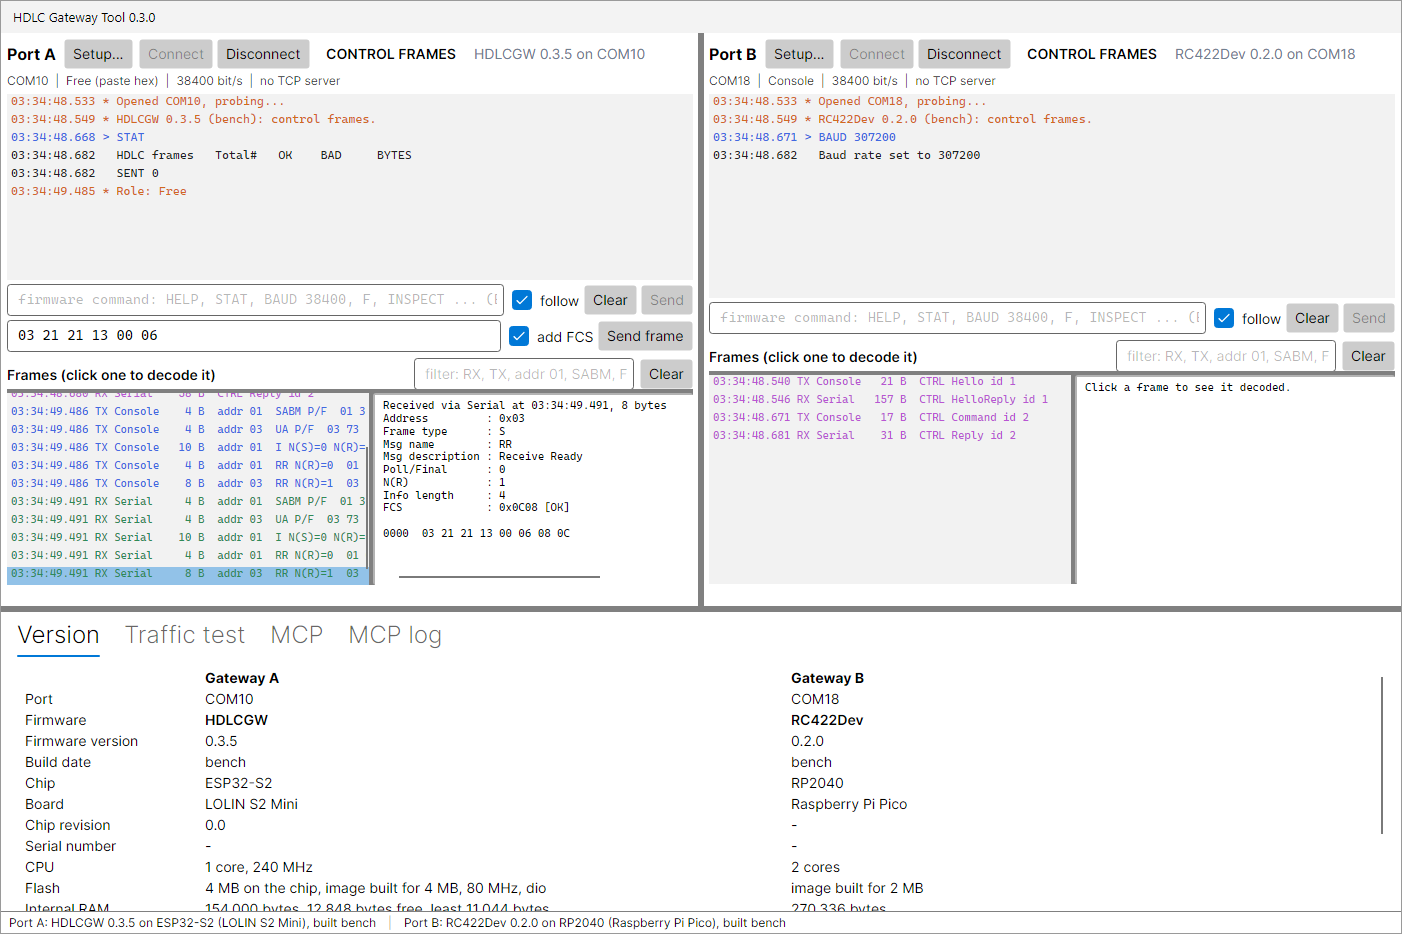 HDLC Gateway Tool 0.3.0
Port A Setup... Connect Disconnect CONTROL FRAMES HDLCGW 0.3.5 on COM10
COM10 | Free (paste hex) | 38400 bit/s | no TCP server
03:34:48.533 * Opened COM10, probing...
03:34:48.549 * HDLCGW 0.3.5 (bench): control frames.
03:34:48.668 > STAT
03:34:48.682 HDLC frames Total# OK BAD BYTES
03:34:48.682 SENT 0
03:34:49.485 * Role: Free
firmware command: HELP, STAT, BAUD 38400, F, INSPECT ... (E
follow Clear Send
03 21 21 13 00 06
add FCS Send frame
Frames (click one to decode it) filter: RX, TX, addr 01, SABM, F Clear
03:34:48.680 RX Serial 58 B CTRL Reply id 2
03:34:49.486 TX Console 4 B addr 01 SABM P/F 01 3
03:34:49.486 TX Console 4 B addr 03 UA P/F 03 73
03:34:49.486 TX Console 10 B addr 01 I N(S)=0 N(R)=
03:34:49.486 TX Console 4 B addr 01 RR N(R)=0 01
03:34:49.486 TX Console 8 B addr 03 RR N(R)=1 03
03:34:49.491 RX Serial 4 B addr 01 SABM P/F 01 3
03:34:49.491 RX Serial 4 B addr 03 UA P/F 03 73
03:34:49.491 RX Serial 10 B addr 01 I N(S)=0 N(R)=
03:34:49.491 RX Serial 4 B addr 01 RR N(R)=0 01
03:34:49.491 RX Serial 8 B addr 03 RR N(R)=1 03
Received via Serial at 03:34:49.491, 8 bytes
Address : 0x03
Frame type : S
Msg name : RR
Msg description : Receive Ready
Poll/Final : 0
N(R) : 1
Info length : 4
FCS : 0x0C08 [OK]
0000 03 21 21 13 00 06 08 0C
Port B Setup... Connect Disconnect CONTROL FRAMES RC422Dev 0.2.0 on COM18
COM18 | Console | 38400 bit/s | no TCP server
03:34:48.533 * Opened COM18, probing...
03:34:48.549 * RC422Dev 0.2.0 (bench): control frames.
03:34:48.671 > BAUD 307200
03:34:48.682 Baud rate set to 307200
firmware command: HELP, STAT, BAUD 38400, F, INSPECT ... (E
follow Clear Send
Frames (click one to decode it) filter: RX, TX, addr 01, SABM, F Clear
03:34:48.540 TX Console 21 B CTRL Hello id 1
03:34:48.546 RX Serial 157 B CTRL HelloReply id 1
03:34:48.671 TX Console 17 B CTRL Command id 2
03:34:48.681 RX Serial 31 B CTRL Reply id 2
Click a frame to see it decoded.
Version Traffic test MCP MCP log
Gateway A Gateway B
Port COM10 COM18
Firmware HDLCGW RC422Dev
Firmware version 0.3.5 0.2.0
Build date bench bench
Chip ESP32-S2 RP2040
Board LOLIN S2 Mini Raspberry Pi Pico
Chip revision 0.0 -
Serial number - -
CPU 1 core, 240 MHz 2 cores
Flash 4 MB on the chip, image built for 4 MB, 80 MHz, dio image built for 2 MB
Internal RAM 154,000 bytes, 12,848 bytes free, least 11,044 bytes 270,336 bytes
Port A: HDLCGW 0.3.5 on ESP32-S2 (LOLIN S2 Mini), built bench | Port B: RC422Dev 0.2.0 on RP2040 (Raspberry Pi Pico), built bench